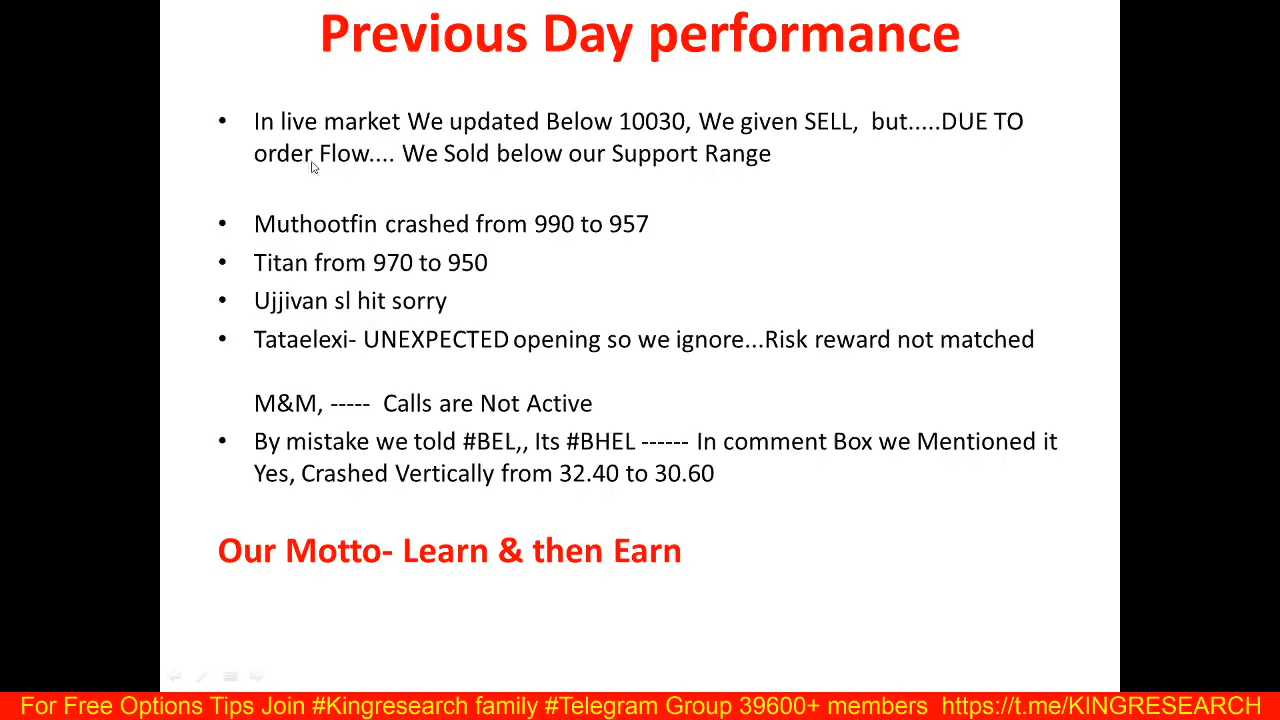 Previous Day performance
• In live market We updated Below 10030, We given SELL, but.....DUE TO
order Flow.... We Sold below our Support Range
• Muthootfin crashed from 990 to 957
• Titan from 970 to 950
• Ujjivan sl hit sorry
• Tataelexi- UNEXPECTED opening so we ignore...Risk reward not matched
M&M, ----- Calls are Not Active
• By mistake we told #BEL,, Its #BHEL ------ In comment Box we Mentioned it
Yes, Crashed Vertically from 32.40 to 30.60
Our Motto- Learn & then Earn
For Free Options Tips Join #Kingresearch family #Telegram Group 39600+ members https://t.me/KINGRESEARCH